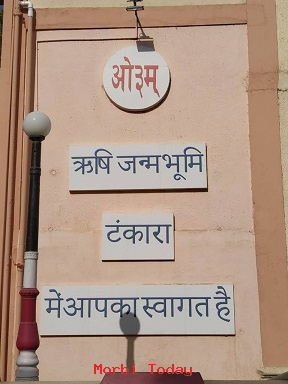 ओ३म्
ऋषि जन्मभूमि
टंकारा
में आपका स्वागत है
Morbi Today